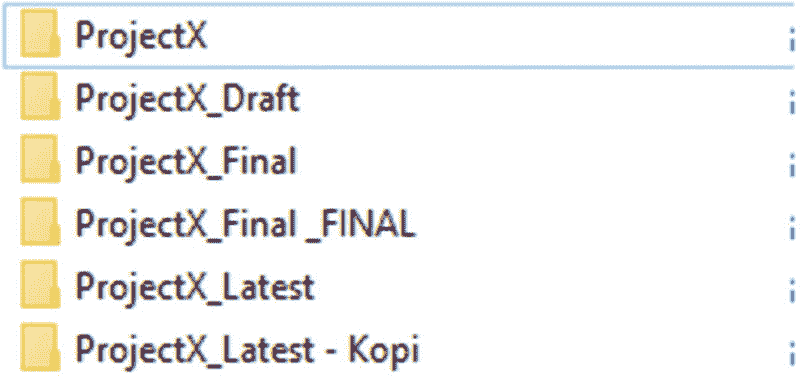 ProjectX
ProjectX_Draft
ProjectX_Final
ProjectX_Final _FINAL
ProjectX_Latest
ProjectX_Latest - Kopi